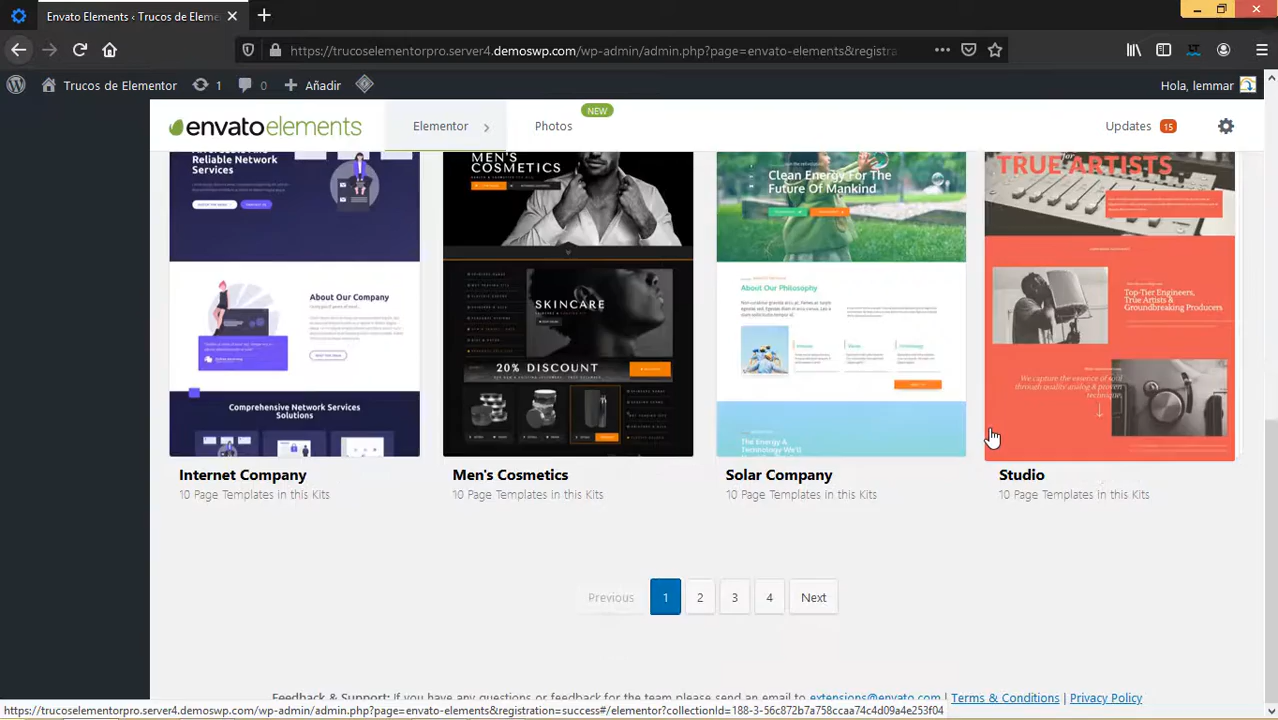 Envato Elements ‹ Trucos de Eleme
https://trucoselementorpro.server4.demoswp.com/wp-admin/admin.php?page=envato-elements&registra
Trucos de Elementor 1 0 Añadir Hola, lemmar
envatoelements Elementor Photos NEW Updates 15
Reliable Network
Services
About Our Company
Comprehensive Network Services
Solutions
MEN'S
COSMETICS
SKINCARE
20% DISCOUNT
Clean Energy For The
Future Of Mankind
About Our Philosophy
The Energy &
Technology We'll
TRUE ARTISTS
Top-Tier Engineers,
True Artists &
Groundbreaking Producers
We capture the essence of soul
through quality analog & proven
technique.
Internet Company
10 Page Templates in this Kits
Men's Cosmetics
10 Page Templates in this Kits
Solar Company
10 Page Templates in this Kits
Studio
10 Page Templates in this Kits
Previous 1 2 3 4 Next
Feedback & Support: If you have any questions or feedback for the team please send an email to extensions@envato.com | Terms & Conditions | Privacy Policy
https://trucoselementorpro.server4.demoswp.com/wp-admin/admin.php?page=envato-elements&registration=success#/elementor?collectionId=188-3-56c872b7a758ccaa74c4d09a4e253f04